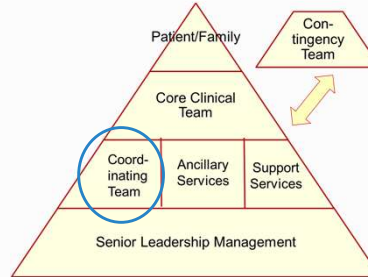 Patient/Family
Con-
tingency
Team
Core Clinical
Team
Coord-
inating
Team
Ancillary
Services
Support
Services
Senior Leadership Management